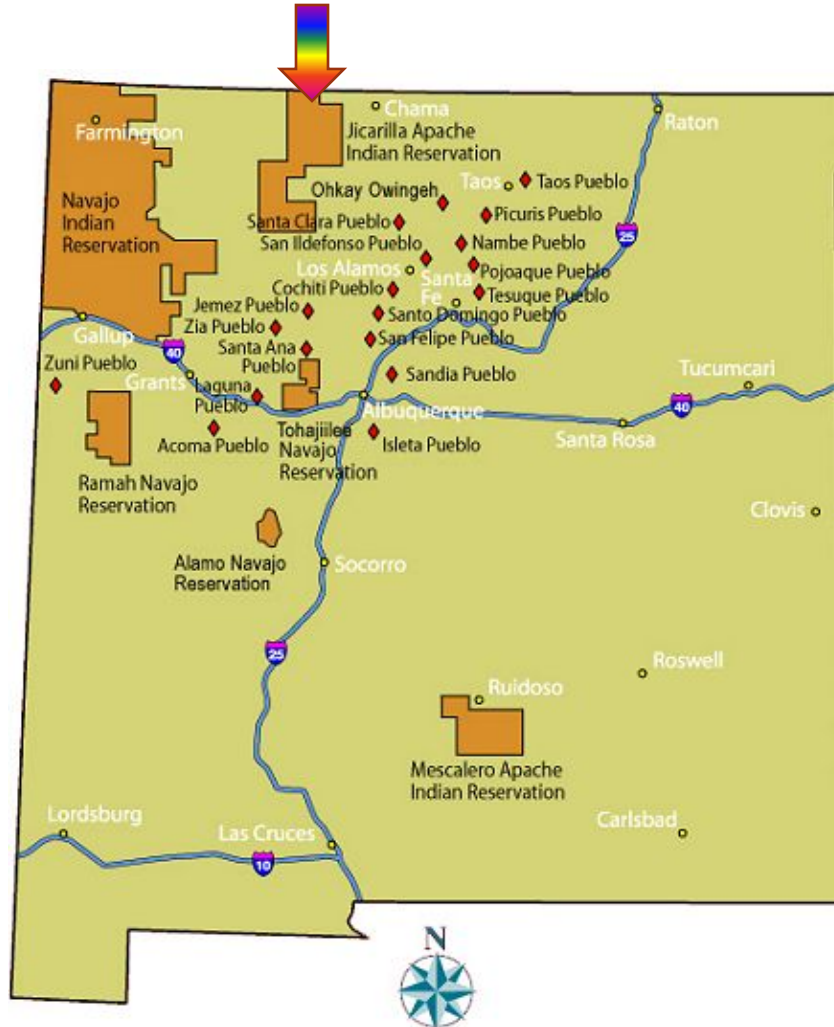 Chama
Farmington
Raton
Jicarilla Apache
Indian Reservation
Taos
Taos Pueblo
Ohkay Owingeh
Navajo
Indian
Reservation
Picuris Pueblo
Santa Clara Pueblo
25
San Ildefonso Pueblo
Nambe Pueblo
Los Alamos
Pojoaque Pueblo
Santa
Fe
Cochiti Pueblo
Tesuque Pueblo
Jemez Pueblo
Santo Domingo Pueblo
Zia Pueblo
Gallup
San Felipe Pueblo
Santa Ana
Pueblo
40
Zuni Pueblo
Tucumcari
Grants
Sandia Pueblo
Laguna
Pueblo
40
Albuquerque
Santa Rosa
Acoma Pueblo
Tohajiilee
Navajo
Reservation
Isleta Pueblo
Ramah Navajo
Reservation
Clovis
Alamo Navajo
Reservation
Socorro
25
Roswell
Ruidoso
Mescalero Apache
Indian Reservation
Lordsburg
Las Cruces
Carlsbad
10
N